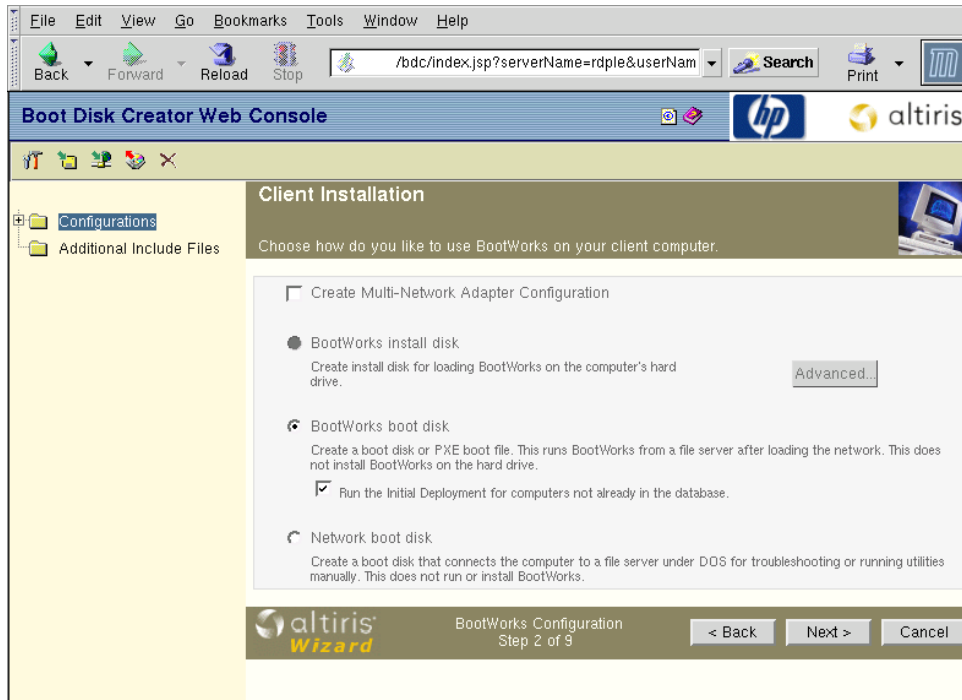 File Edit View Go Bookmarks Tools Window Help
Back Forward Reload Stop /bdc/index.jsp?serverName=rdple&userNam Search Print
Boot Disk Creator Web Console
hp altiris
Client Installation
Choose how do you like to use BootWorks on your client computer.
Configurations
Additional Include Files
Create Multi-Network Adapter Configuration
BootWorks install disk
Create install disk for loading BootWorks on the computer's hard
drive.
Advanced...
BootWorks boot disk
Create a boot disk or PXE boot file. This runs BootWorks from a file server after loading the network. This does
not install BootWorks on the hard drive.
Run the Initial Deployment for computers not already in the database.
Network boot disk
Create a boot disk that connects the computer to a file server under DOS for troubleshooting or running utilities
manually. This does not run or install BootWorks.
altiris
Wizard
BootWorks Configuration
Step 2 of 9
< Back Next > Cancel